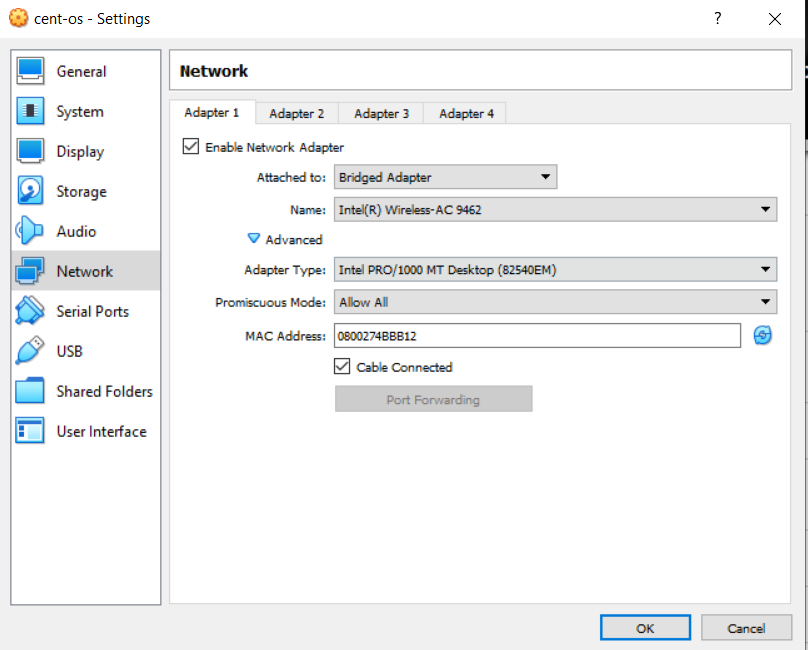 cent-os - Settings
?
General
System
Display
Storage
Audio
Network
Serial Ports
USB
Shared Folders
User Interface
Network
Adapter 1 Adapter 2 Adapter 3 Adapter 4
Enable Network Adapter
Attached to: Bridged Adapter
Name: Intel(R) Wireless-AC 9462
Advanced
Adapter Type: Intel PRO/1000 MT Desktop (82540EM)
Promiscuous Mode: Allow All
MAC Address: 0800274BBB12
Cable Connected
Port Forwarding
OK Cancel